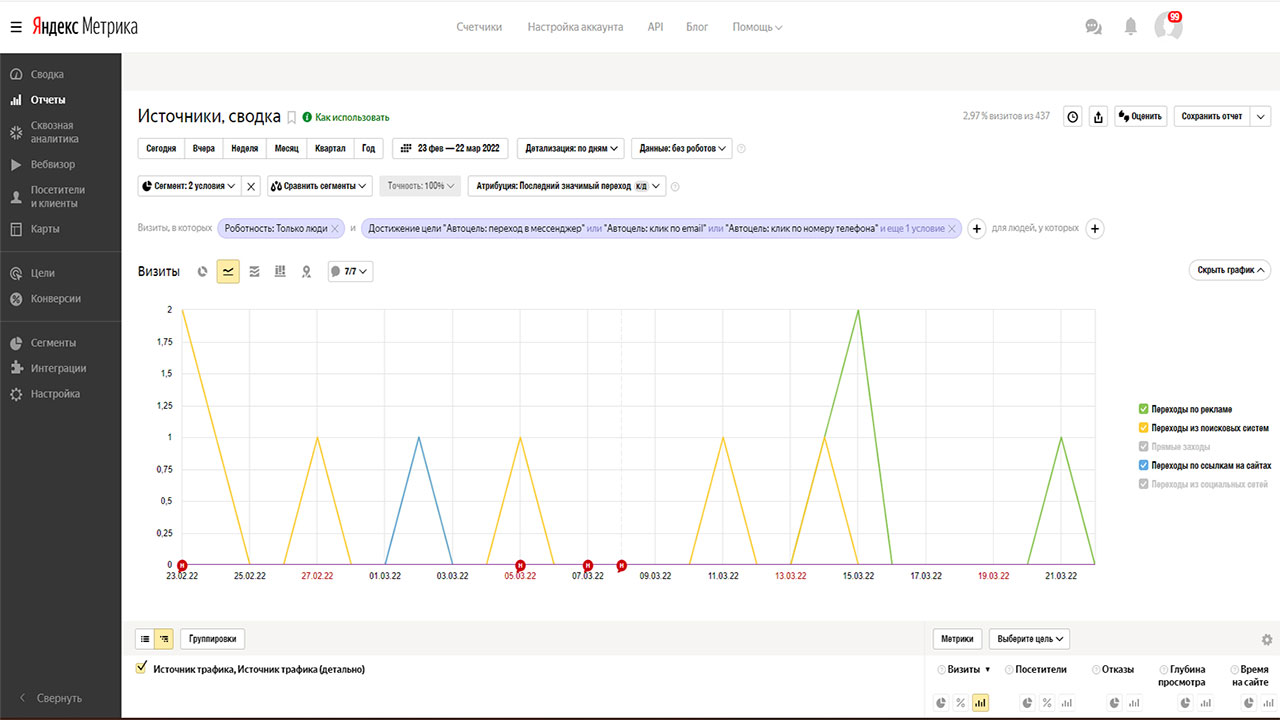 Яндекс Метрика
Счетчики Настройка аккаунта API Блог Помощь
99
Сводка
Отчеты
Сквозная
аналитика
Вебвизор
Посетители
и клиенты
Карты
Цели
Конверсии
Сегменты
Интеграции
Настройка
Свернуть
Источники, сводка Как использовать
2,97 % визитов из 437 Оценить Сохранить отчет
Сегодня Вчера Неделя Месяц Квартал Год 23 фев — 22 мар 2022 Детализация: по дням Данные: без роботов
Сегмент: 2 условия Сравнить сегменты Точность: 100% Атрибуция: Последний значимый переход К/Д
Визиты, в которых Роботность: Только люди и Достижение цели "Автоцель: переход в мессенджер" или "Автоцель: клик по email" или "Автоцель: клик по номеру телефона" и еще 1 условие + для людей, у которых +
Визиты 7/7 Скрыть график
2
1,75
1,5
1,25
1
0,75
0,5
0,25
0
Н Н Н Н
23.02.22 25.02.22 27.02.22 01.03.22 03.03.22 05.03.22 07.03.22 09.03.22 11.03.22 13.03.22 15.03.22 17.03.22 19.03.22 21.03.22
Переходы по рекламе
Переходы из поисковых систем
Прямые заходы
Переходы по ссылкам на сайтах
Переходы из социальных сетей
Группировки Метрики Выберите цель
Источник трафика, Источник трафика (детально)
Визиты Посетители Отказы Глубина
просмотра Время
на сайте
% %